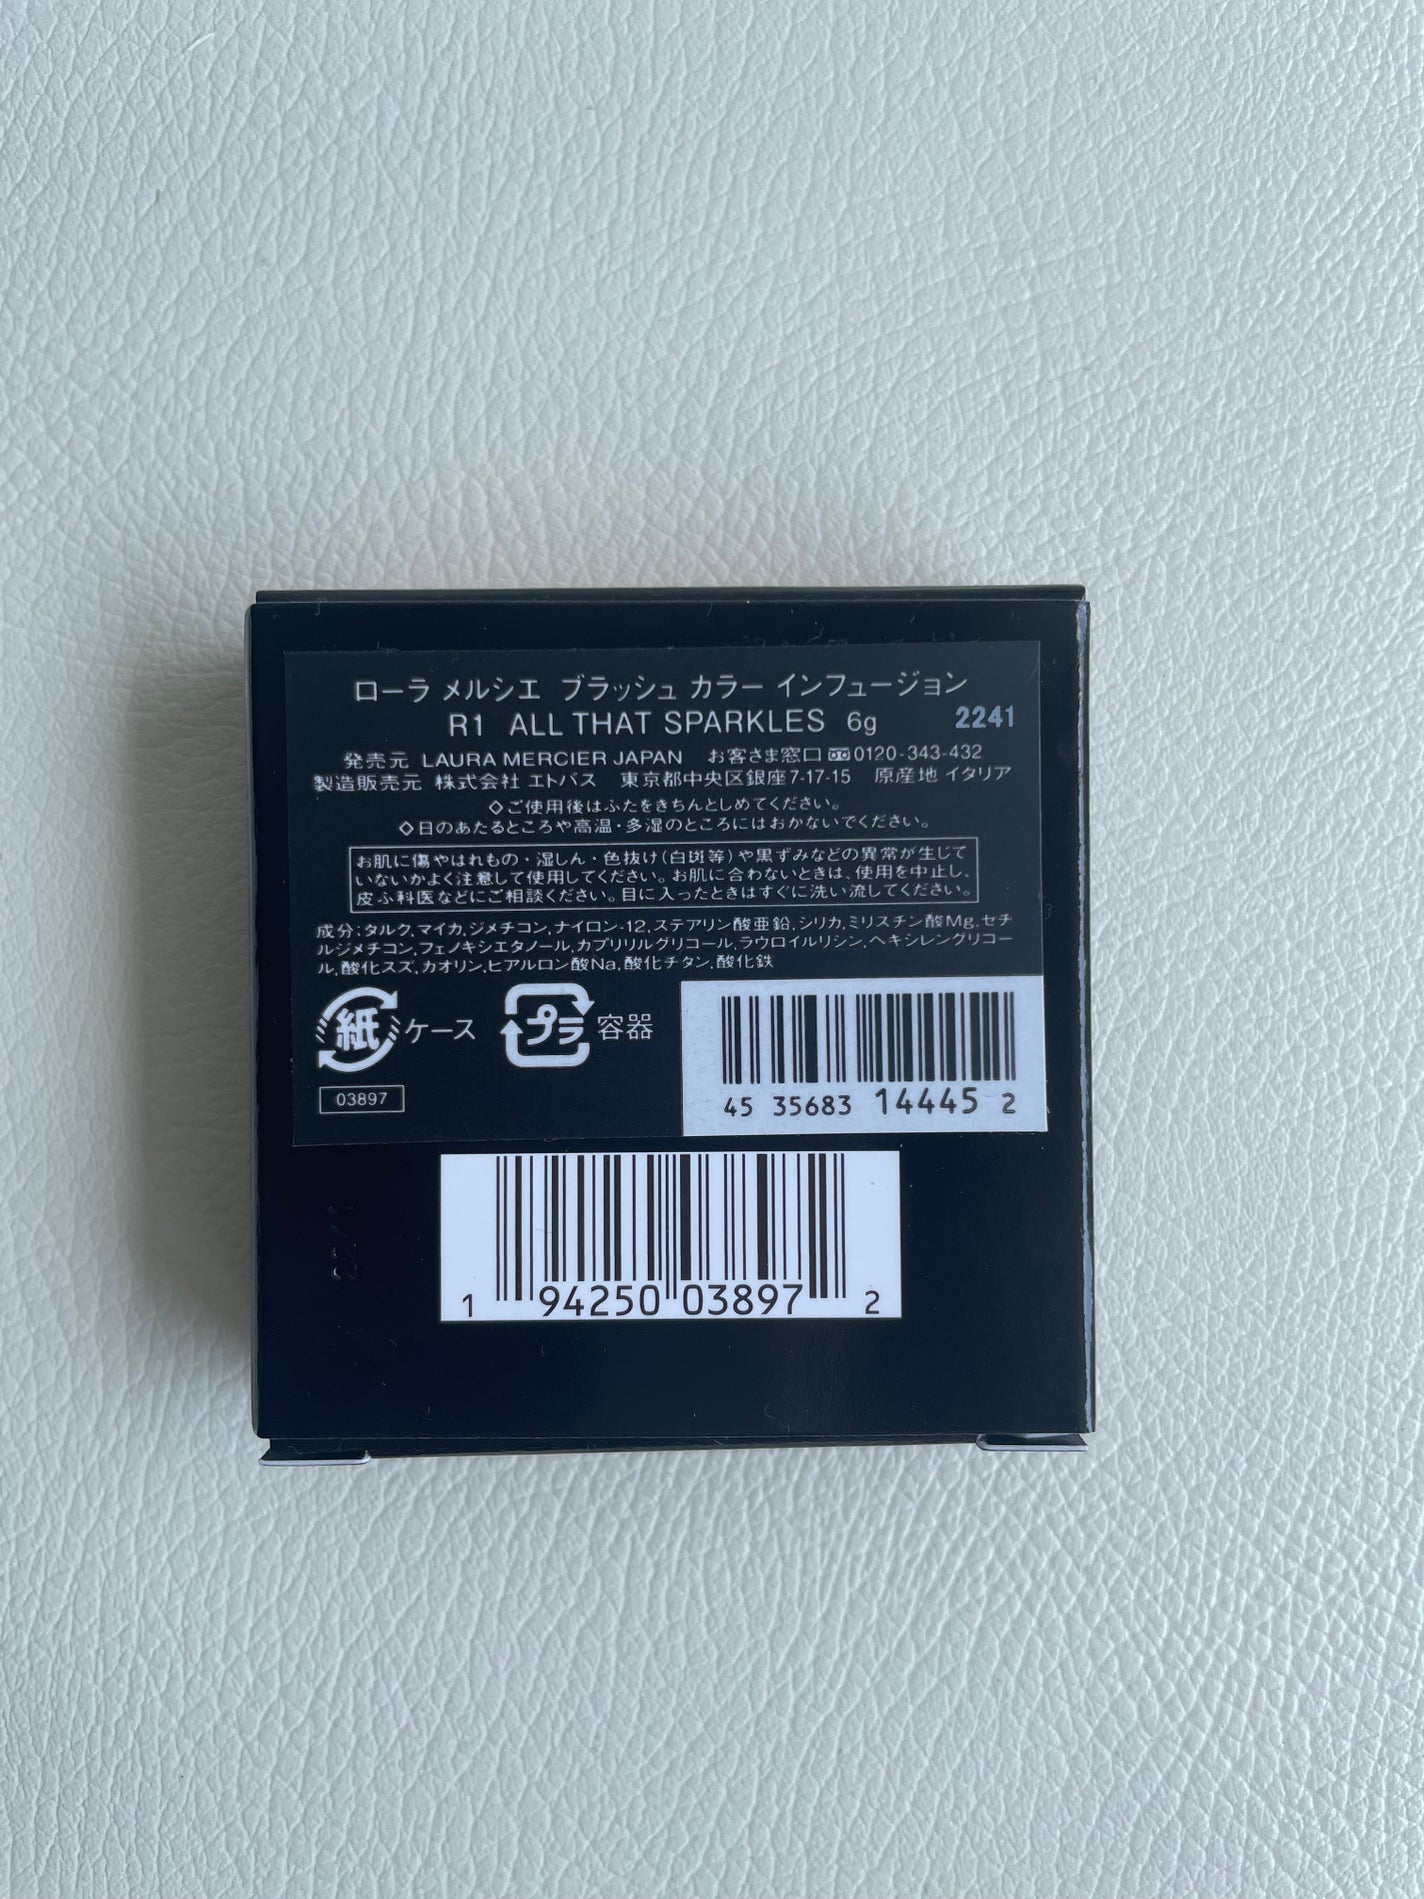 ローラ メルシエ ブラッシュ カラー インフュージョン
R1 ALL THAT SPARKLES 6g 2241
発売元 LAURA MERCIER JAPAN お客さま窓口 0120-343-432
製造販売元 株式会社 エトバス 東京都中央区銀座7-17-15 原産地 イタリア
◇ご使用後はふたをきちんとしめてください。
◇日のあたるところや高温・多湿のところにはおかないでください。
お肌に傷やはれもの・湿しん・色抜け(白斑等)や黒ずみなどの異常が生じて
いないかよく注意して使用してください。お肌に合わないときは、使用を中止し、
皮ふ科医などにご相談ください。目に入ったときはすぐに洗い流してください。
成分:タルク,マイカ,ジメチコン,ナイロン-12,ステアリン酸亜鉛,シリカ,ミリスチン酸Mg,セチ
ルジメチコン,フェノキシエタノール,カプリリルグリコール,ラウロイルリシン,ヘキシレングリコー
ル,酸化スズ,カオリン,ヒアルロン酸Na,酸化チタン,酸化鉄
紙 ケース プラ 容器
03897
45 35683 14445 2
1 94250 03897 2